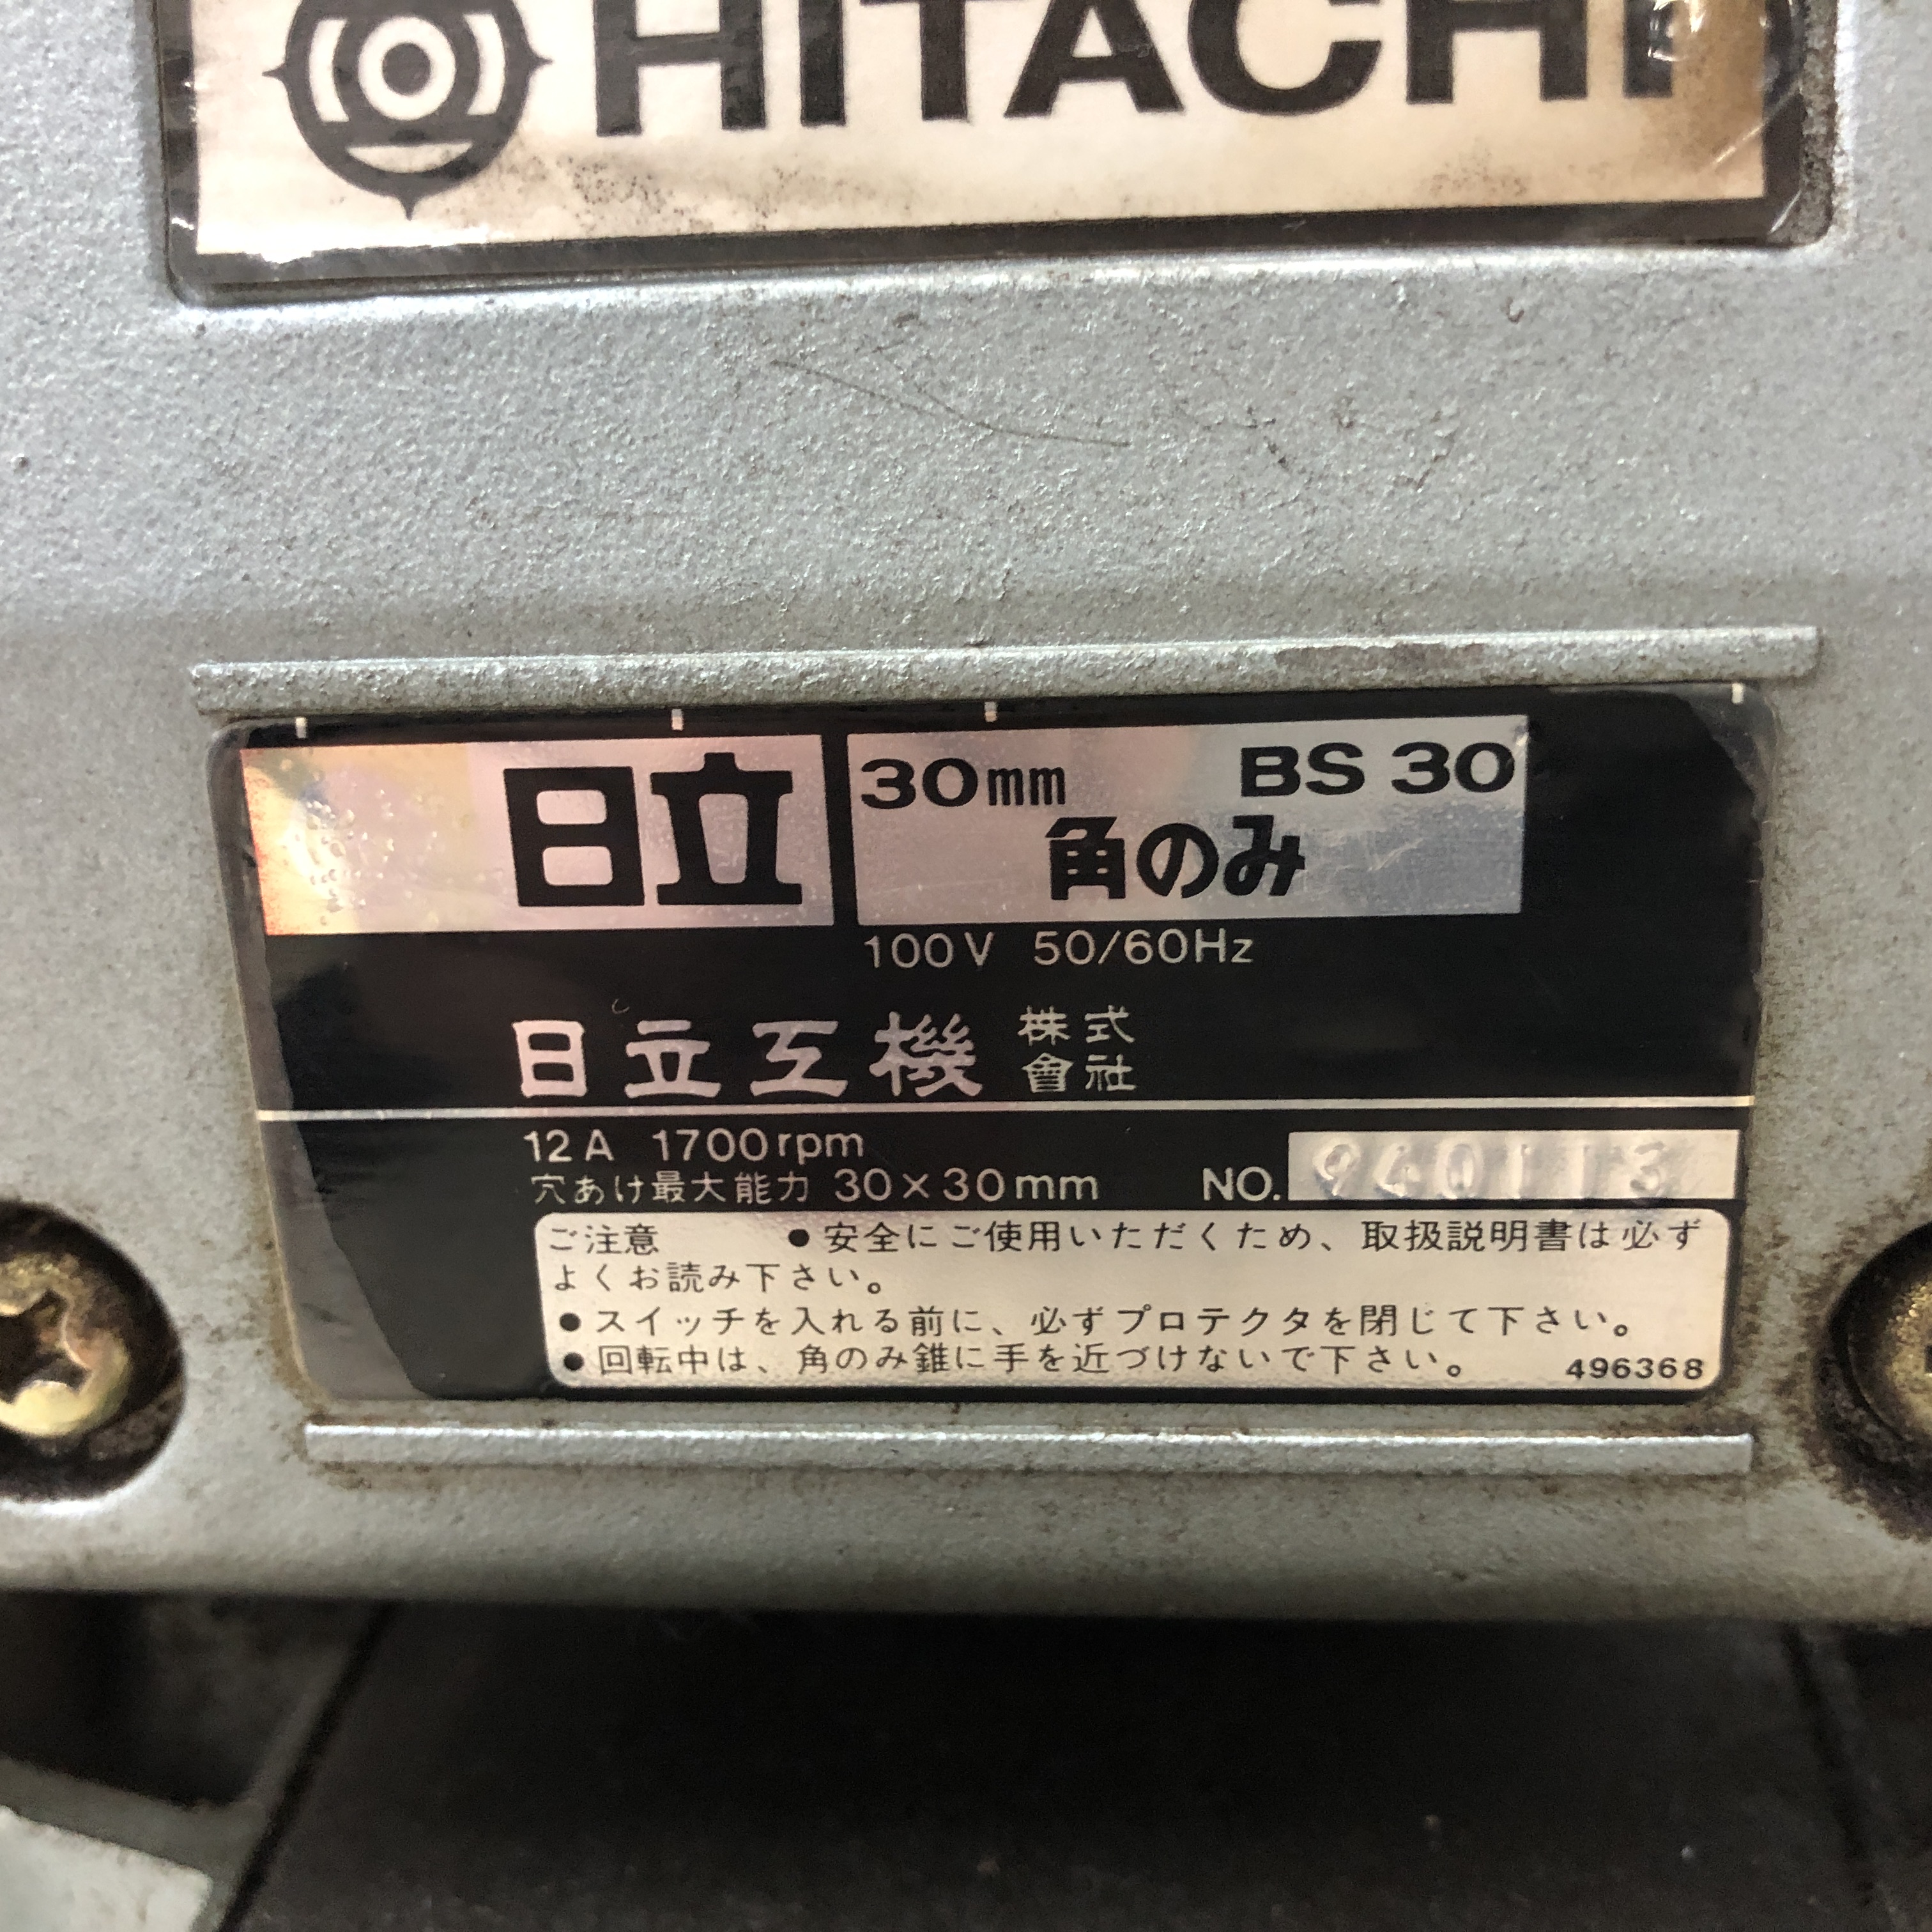 HITACHI
日立
30mm BS 30
角のみ
100V 50/60Hz
日立工機 株式會社
12A 1700rpm
穴あけ最大能力 30×30mm NO. 940113
ご注意 ●安全にご使用いただくため、取扱説明書は必ず
よくお読み下さい。
●スイッチを入れる前に、必ずプロテクタを閉じて下さい。
●回転中は、角のみ錐に手を近づけないで下さい。 496368